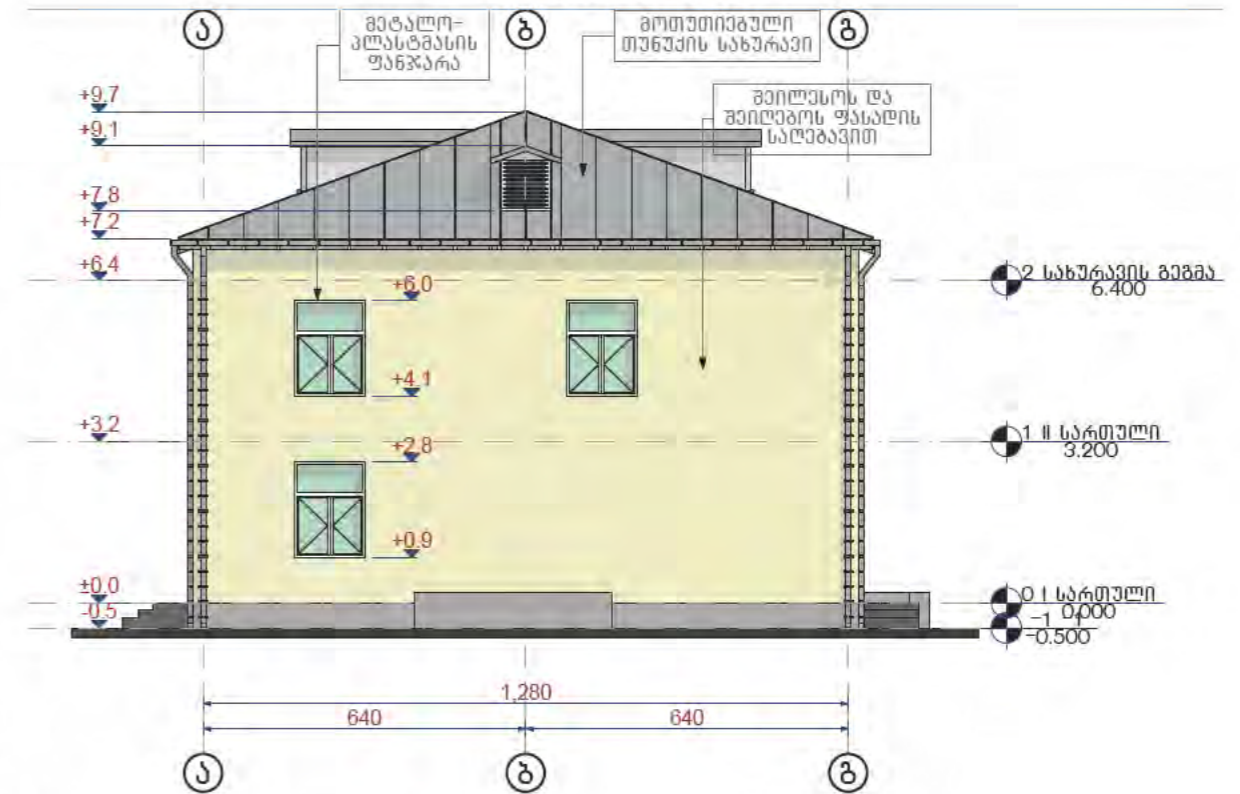 ა
ბ
გ
მეტალო-
პლასტმასის
ფანჯარა
მოთუთიებული
თუნუქის სახურავი
შეილესოს და
შეიღებოს ფასადის
საღებავით
+9.7
+9.1
+7.8
+7.2
+6.4
+6.0
2 სახურავის გეგმა
6.400
+4.1
+3.2
1 II სართული
3.200
+2.8
+0.9
±0.0
0 I სართული
0.000
-0.5
-1
-0.500
1,280
640
640
ა
ბ
გ